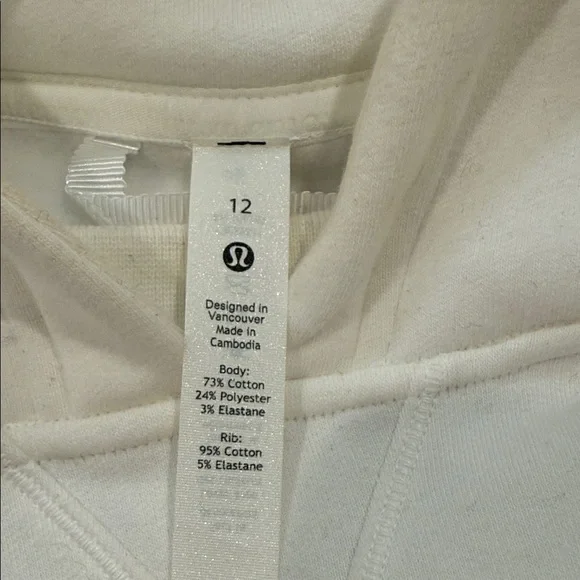 12
Designed in
Vancouver
Made in
Cambodia
Body:
73% Cotton
24% Polyester
3% Elastane
Rib:
95% Cotton
5% Elastane